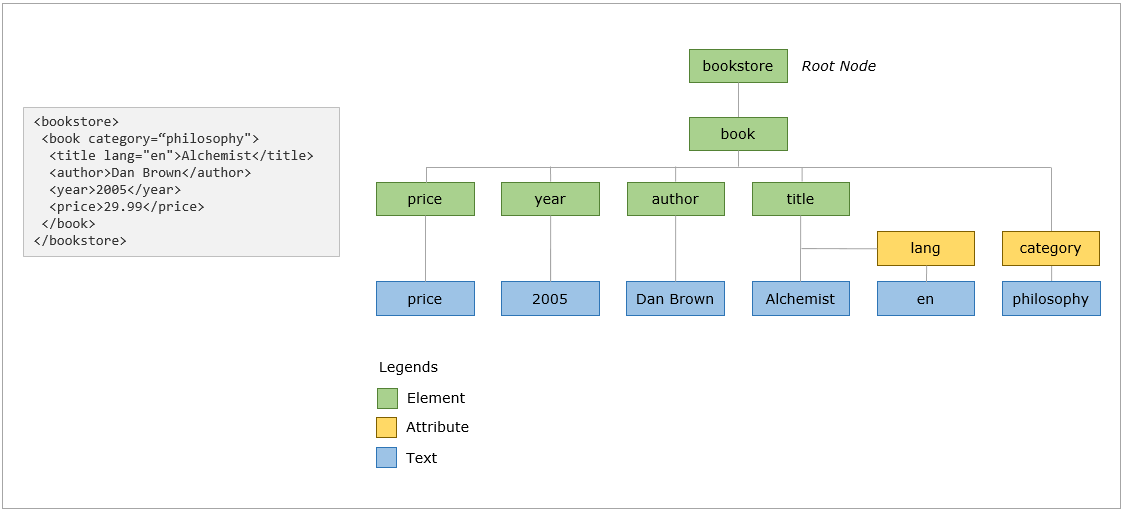 <bookstore>
<book category=“philosophy">
<title lang="en">Alchemist</title>
<author>Dan Brown</author>
<year>2005</year>
<price>29.99</price>
</book>
</bookstore>
bookstore
Root Node
book
price
year
author
title
lang
category
price
2005
Dan Brown
Alchemist
en
philosophy
Legends
Element
Attribute
Text